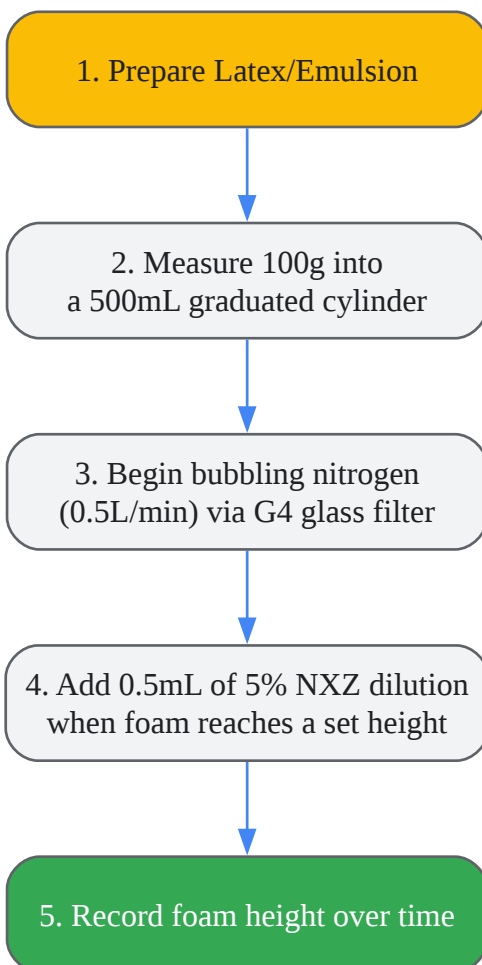 1. Prepare Latex/Emulsion
2. Measure 100g into
a 500mL graduated cylinder
3. Begin bubbling nitrogen
(0.5L/min) via G4 glass filter
4. Add 0.5mL of 5% NXZ dilution
when foam reaches a set height
5. Record foam height over time